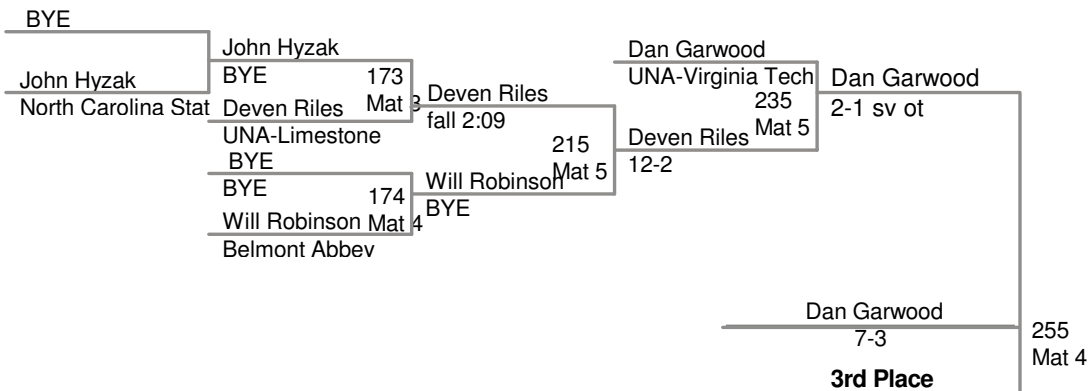 BYE
John Hyzak
North Carolina Stat
John Hyzak
BYE
173
Mat 3
Deven Riles
UNA-Limestone
BYE
BYE
174
Mat 4
Will Robinson
Belmont Abbey
Deven Riles
fall 2:09
215
Mat 5
Will Robinson
BYE
Dan Garwood
UNA-Virginia Tech
235
Mat 5
Deven Riles
12-2
Dan Garwood
2-1 sv ot
Dan Garwood
7-3
3rd Place
255
Mat 4